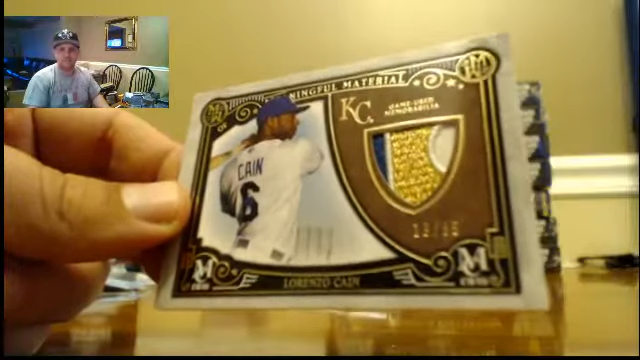 MEANINGFUL MATERIAL
KC
GAME-USED
MEMORABILIA
CAIN
6
LORENZO CAIN